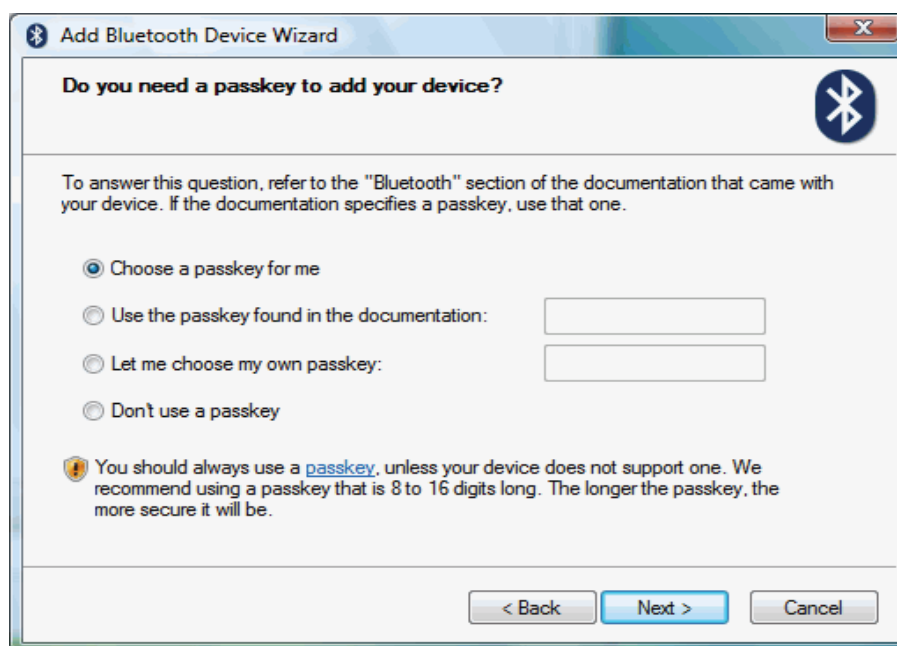 Add Bluetooth Device Wizard
Do you need a passkey to add your device?
To answer this question, refer to the "Bluetooth" section of the documentation that came with
your device. If the documentation specifies a passkey, use that one.
Choose a passkey for me
Use the passkey found in the documentation:
Let me choose my own passkey:
Don't use a passkey
You should always use a passkey, unless your device does not support one. We
recommend using a passkey that is 8 to 16 digits long. The longer the passkey, the
more secure it will be.
< Back Next > Cancel